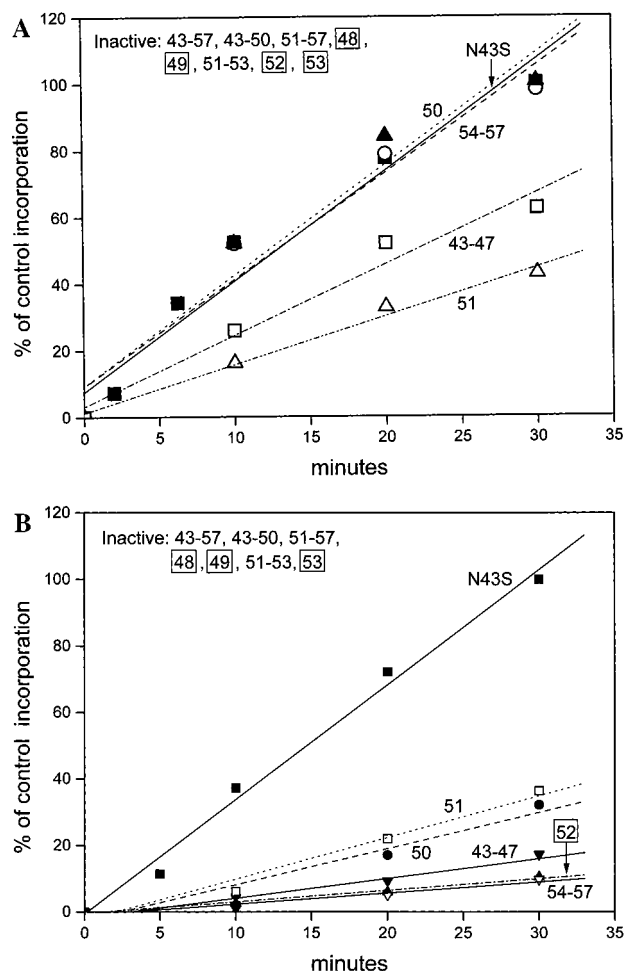 A
% of control incorporation
120
100
80
60
40
20
0
Inactive: 43-57, 43-50, 51-57, 48,
49, 51-53, 52, 53
N43S
50
54-57
43-47
51
0 5 10 15 20 25 30 35
minutes
B
% of control incorporation
120
100
80
60
40
20
0
Inactive: 43-57, 43-50, 51-57,
48, 49, 51-53, 53
N43S
51
50
43-47
52
54-57
0 5 10 15 20 25 30 35
minutes